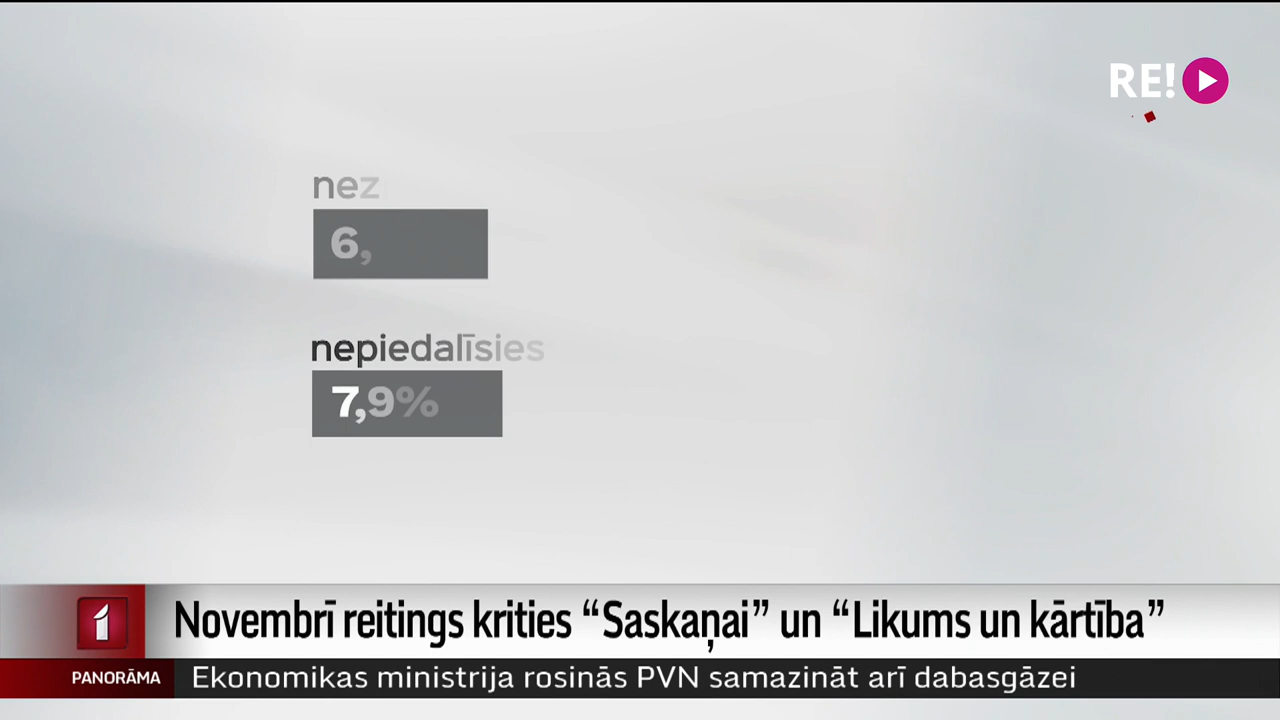 RE!
nez
6,
nepiedalīsies
7,9%
1
Novembrī reitings krities “Saskaņai” un “Likums un kārtība”
PANORĀMA
Ekonomikas ministrija rosinās PVN samazināt arī dabasgāzei